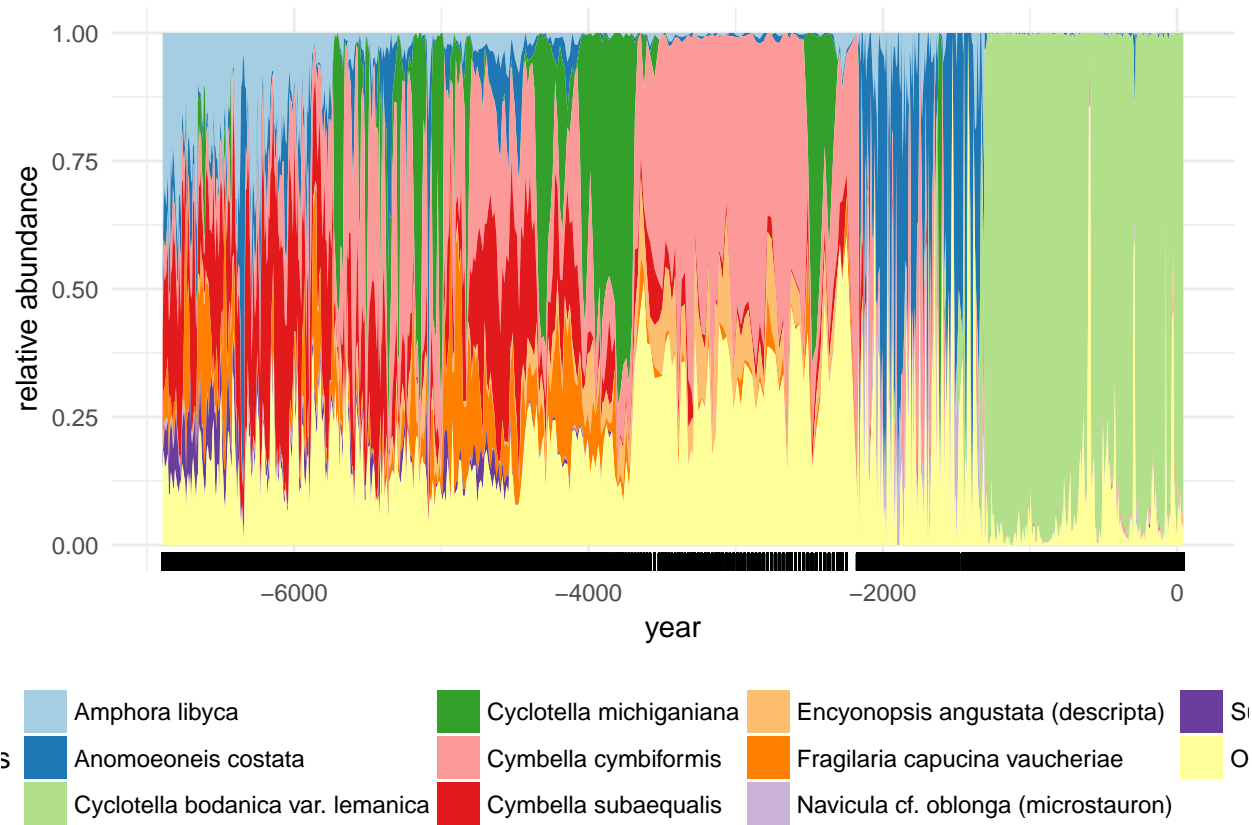 1.00
0.75
0.50
0.25
0.00
relative abundance
−6000 −4000 −2000 0
year
Amphora libyca Cyclotella michiganiana Encyonopsis angustata (descripta)
Anomoeoneis costata Cymbella cymbiformis Fragilaria capucina vaucheriae
Cyclotella bodanica var. lemanica Cymbella subaequalis Navicula cf. oblonga (microstauron)